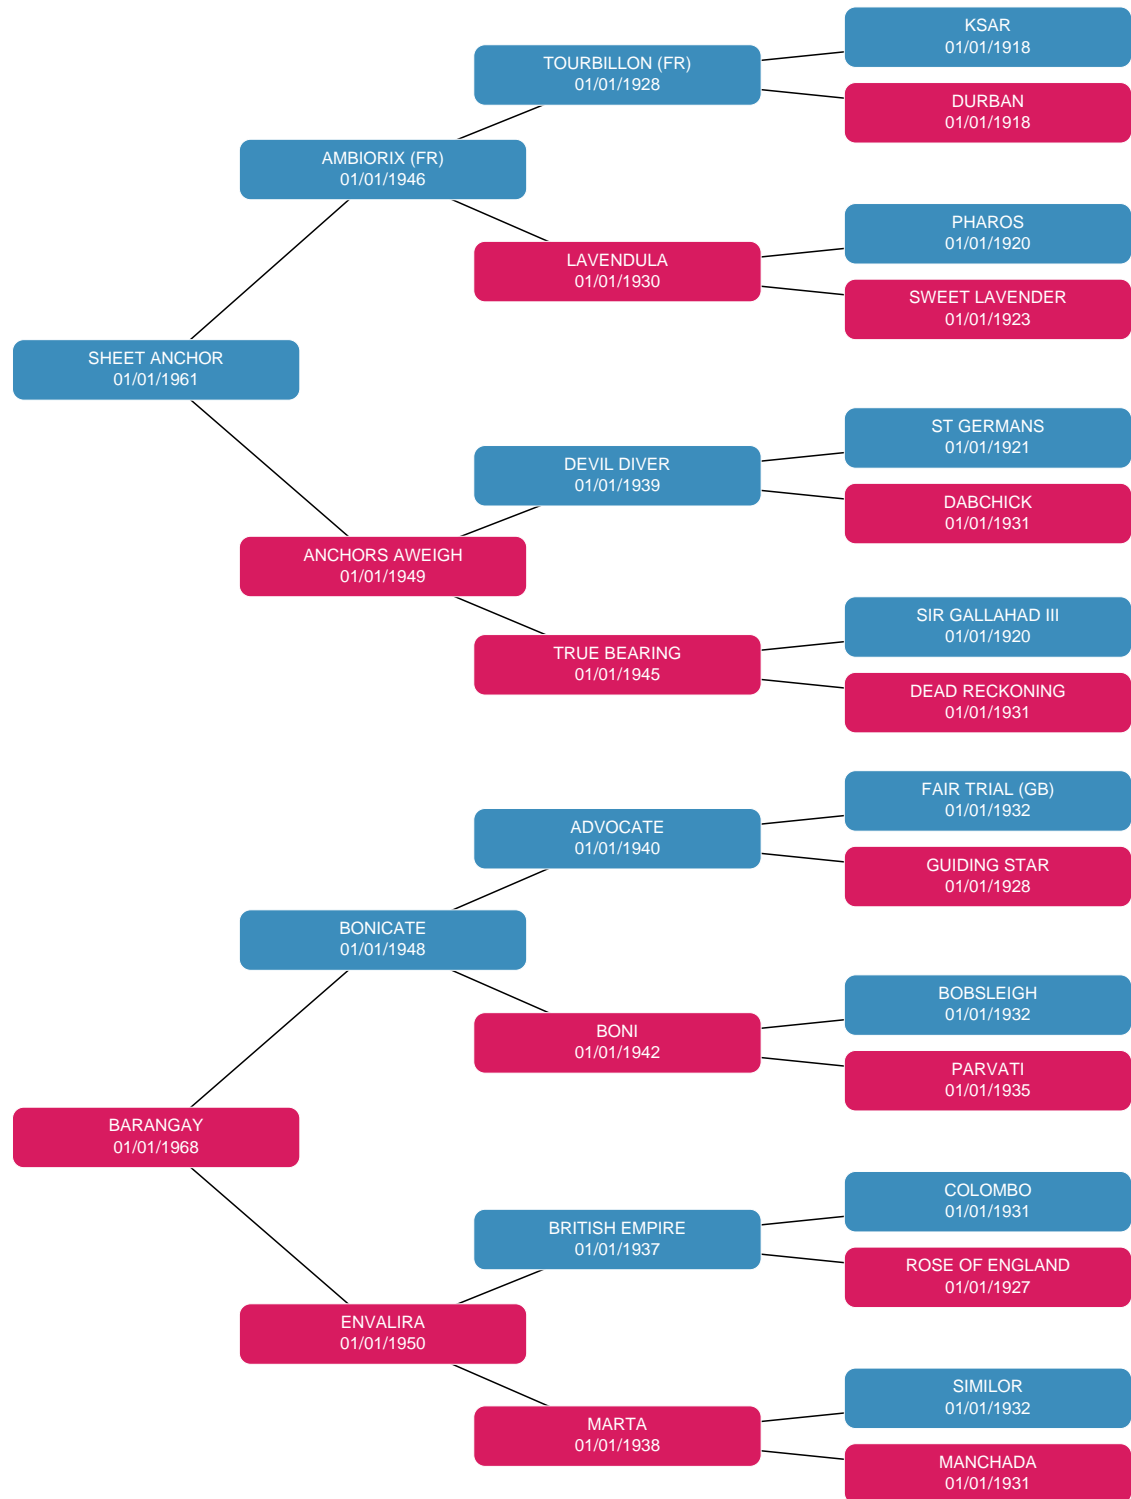 KSAR
01/01/1918
TOURBILLON (FR)
01/01/1928
DURBAN
01/01/1918
AMBIORIX (FR)
01/01/1946
PHAROS
01/01/1920
LAVENDULA
01/01/1930
SWEET LAVENDER
01/01/1923
SHEET ANCHOR
01/01/1961
ST GERMANS
01/01/1921
DEVIL DIVER
01/01/1939
DABCHICK
01/01/1931
ANCHORS AWEIGH
01/01/1949
SIR GALLAHAD III
01/01/1920
TRUE BEARING
01/01/1945
DEAD RECKONING
01/01/1931
FAIR TRIAL (GB)
01/01/1932
ADVOCATE
01/01/1940
GUIDING STAR
01/01/1928
BONICATE
01/01/1948
BOBSLEIGH
01/01/1932
BONI
01/01/1942
PARVATI
01/01/1935
BARANGAY
01/01/1968
COLOMBO
01/01/1931
BRITISH EMPIRE
01/01/1937
ROSE OF ENGLAND
01/01/1927
ENVALIRA
01/01/1950
SIMILOR
01/01/1932
MARTA
01/01/1938
MANCHADA
01/01/1931